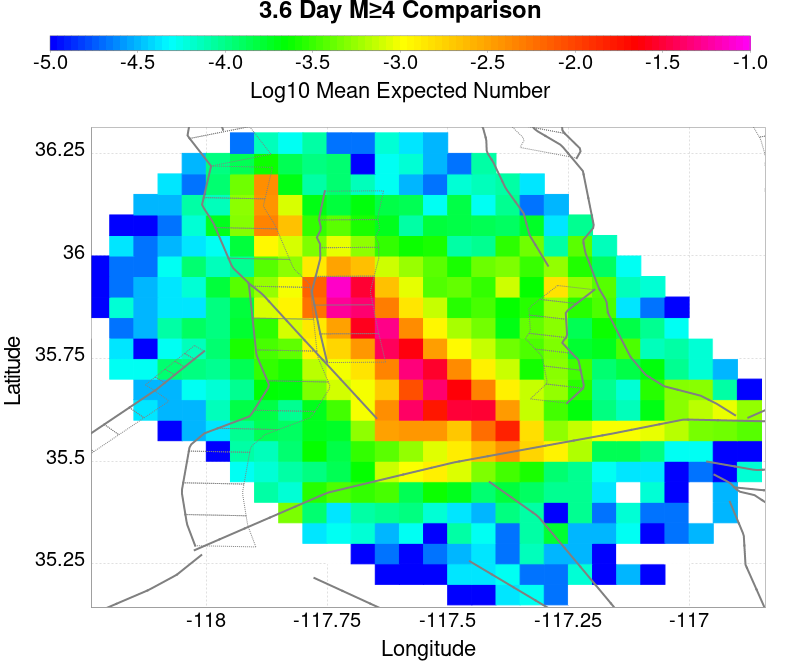 3.6 Day M≥4 Comparison
-5.0 -4.5 -4.0 -3.5 -3.0 -2.5 -2.0 -1.5 -1.0
Log10 Mean Expected Number
36.25
36
35.75
35.5
35.25
Latitude
-118 -117.75 -117.5 -117.25 -117
Longitude